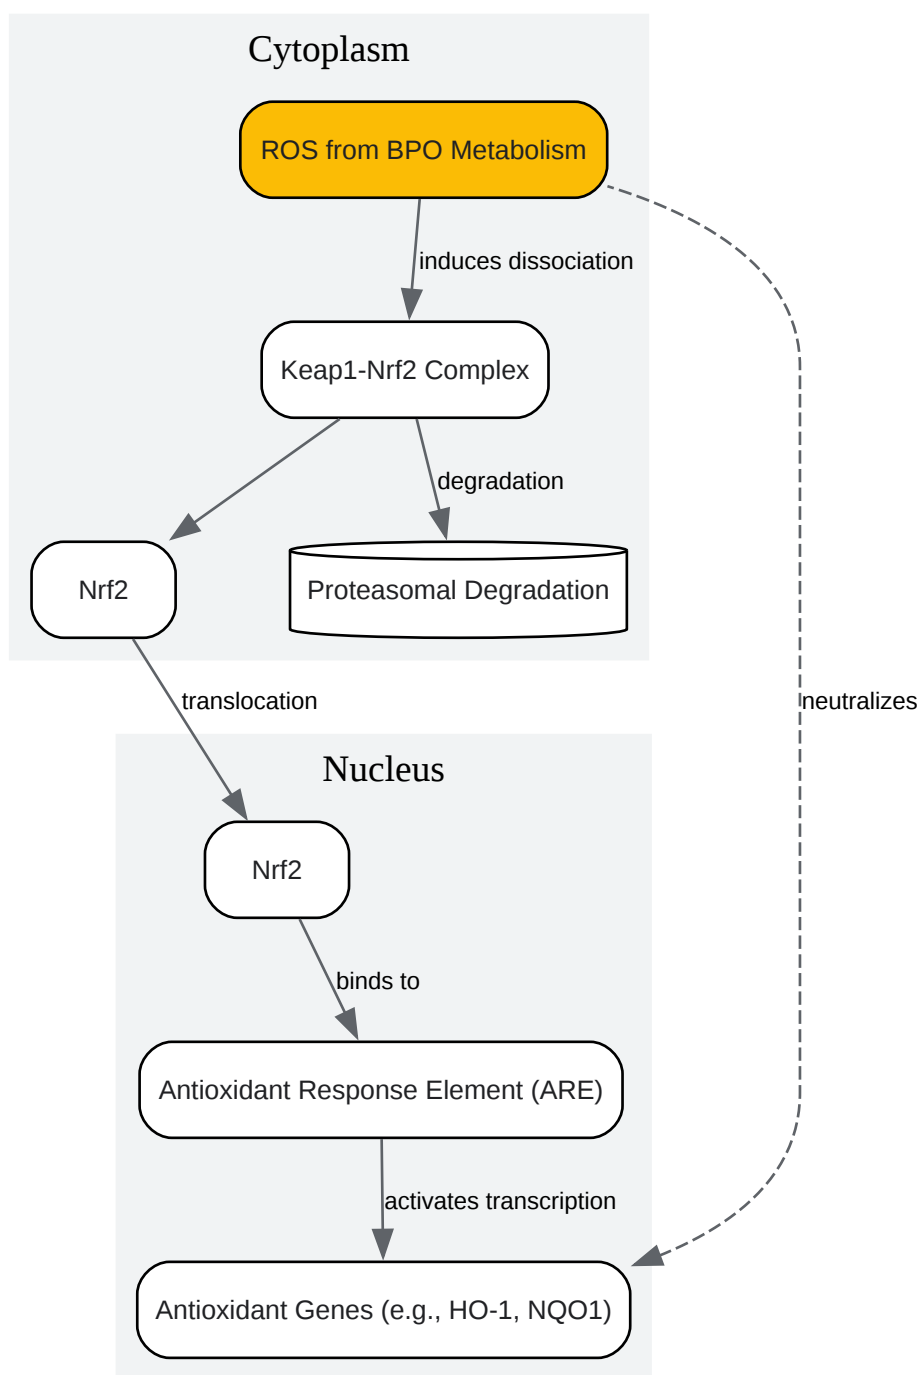 Cytoplasm
ROS from BPO Metabolism
induces dissociation
Keap1-Nrf2 Complex
degradation
Nrf2
Proteasomal Degradation
translocation
neutralizes
Nucleus
Nrf2
binds to
Antioxidant Response Element (ARE)
activates transcription
Antioxidant Genes (e.g., HO-1, NQO1)